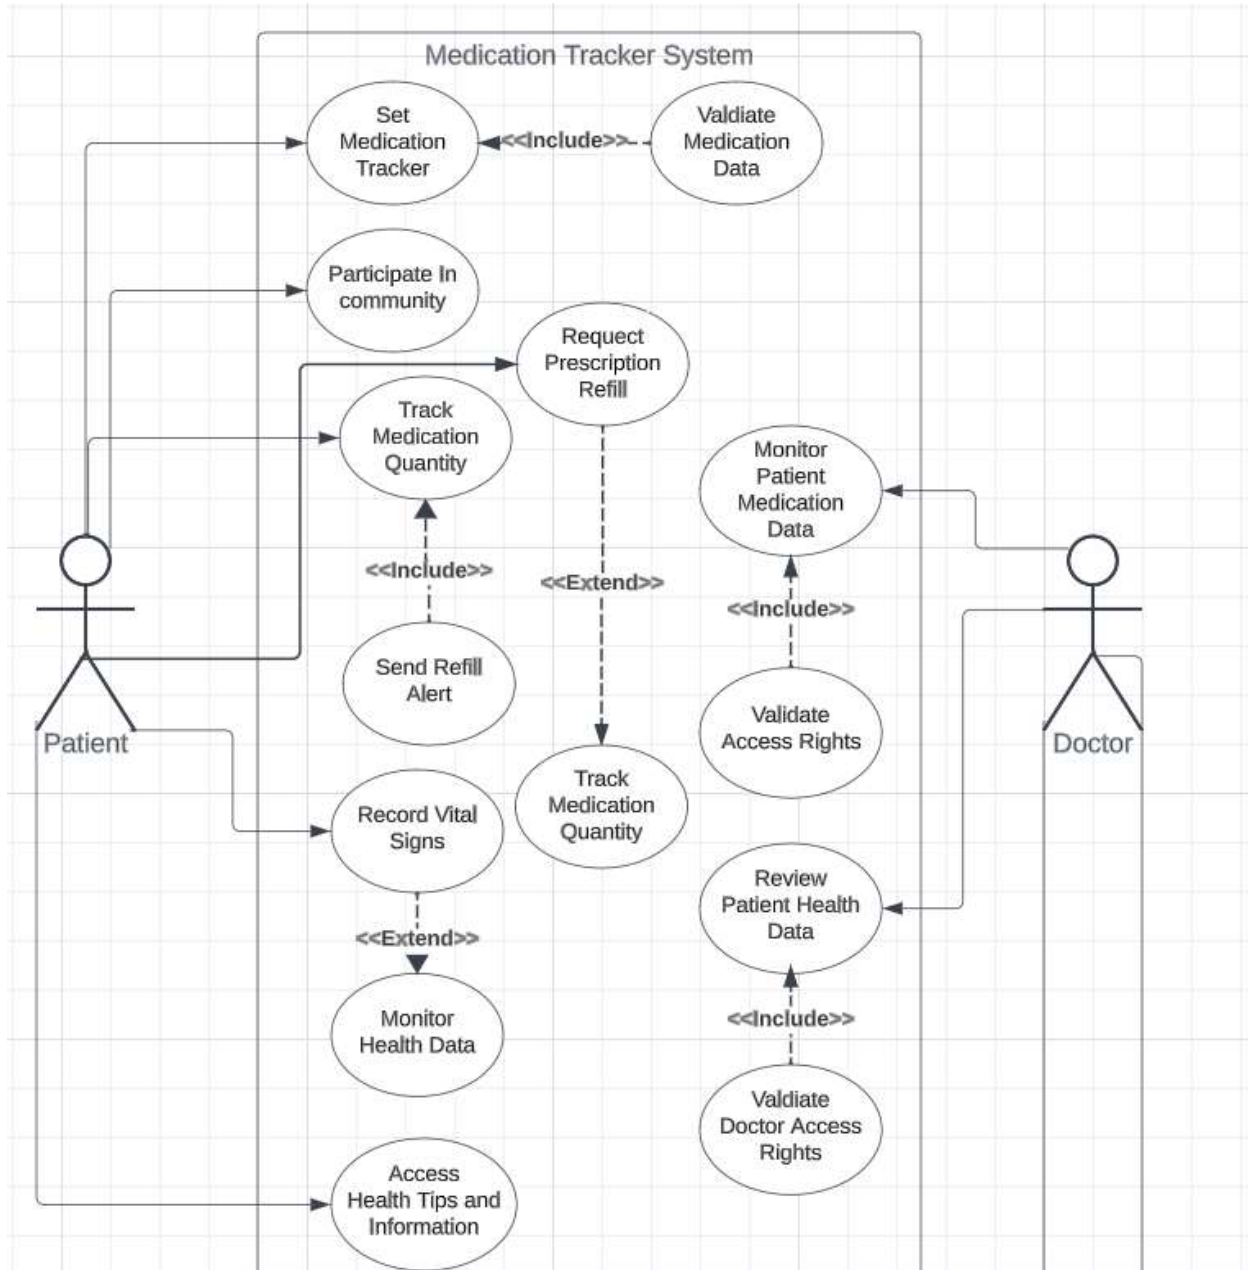 Medication Tracker System
Set
Medication
Tracker
<<Include>>
Valdiate
Medication
Data
Participate In
community
Requect
Prescription
Refill
Track
Medication
Quantity
Monitor
Patient
Medication
Data
<<Include>>
<<Extend>>
<<Include>>
Send Refill
Alert
Validate
Access Rights
Patient
Doctor
Track
Medication
Quantity
Record Vital
Signs
Review
Patient Health
Data
<<Extend>>
Monitor
Health Data
<<Include>>
Valdiate
Doctor Access
Rights
Access
Health Tips and
Information